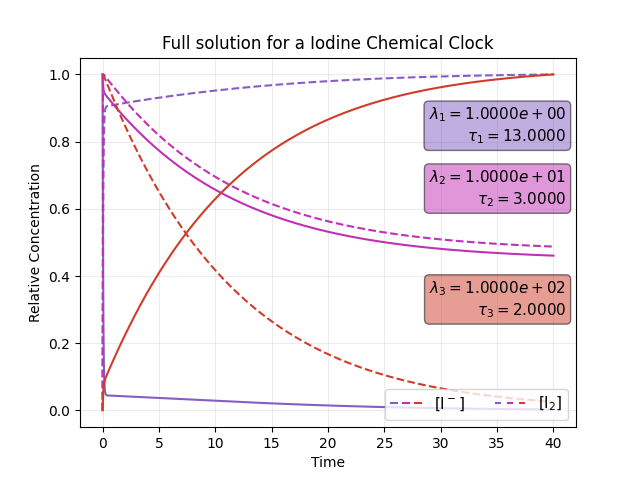 Full solution for a Iodine Chemical Clock
Relative Concentration
1.0
0.8
0.6
0.4
0.2
0.0
λ₁ = 1.0000e + 00
τ₁ = 13.0000
λ₂ = 1.0000e + 01
τ₂ = 3.0000
λ₃ = 1.0000e + 02
τ₃ = 2.0000
[I⁻] [I₂]
0 5 10 15 20 25 30 35 40
Time